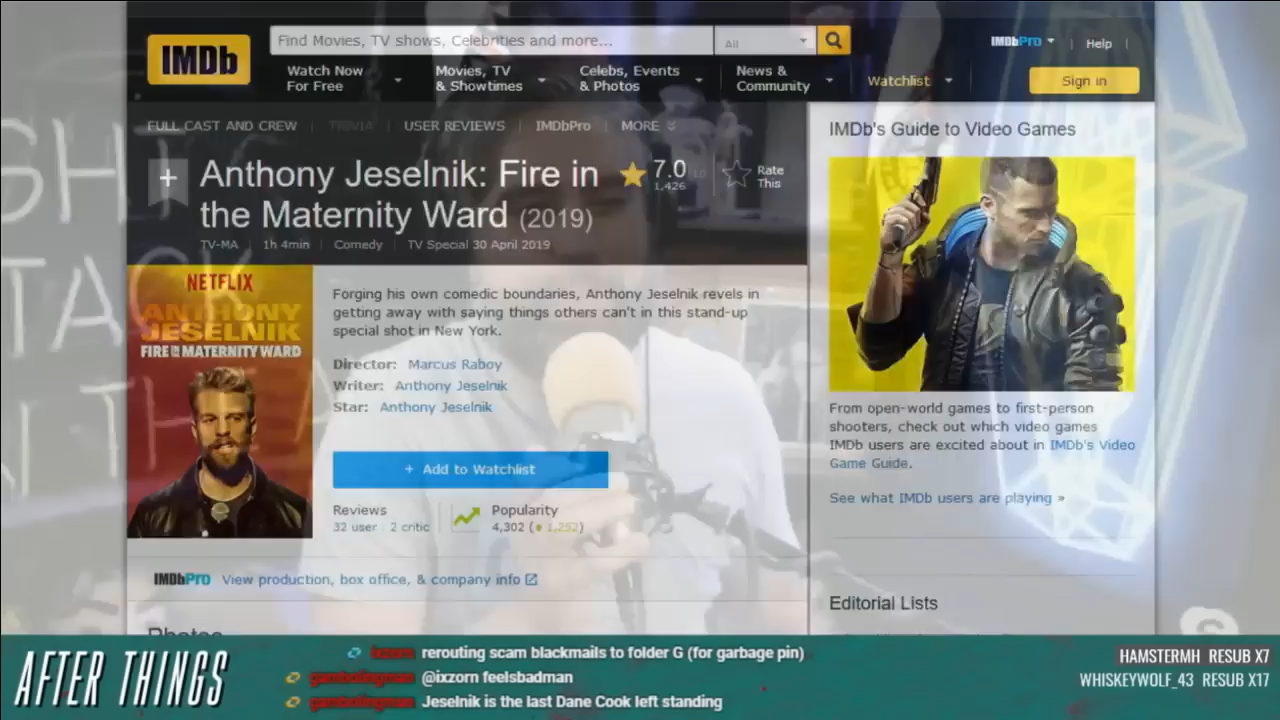 IMDb
Find Movies, TV shows, Celebrities and more...
All
IMDbPro
Help
Watch Now
For Free
Movies, TV
& Showtimes
Celebs, Events
& Photos
News &
Community
Watchlist
Sign in
FULL CAST AND CREW
TRIVIA
USER REVIEWS
IMDbPro
MORE
Anthony Jeselnik: Fire in
the Maternity Ward (2019)
7.0
1,426
Rate
This
TV-MA | 1h 4min | Comedy | TV Special 30 April 2019
NETFLIX
ANTHONY
JESELNIK
FIRE IN THE MATERNITY WARD
Forging his own comedic boundaries, Anthony Jeselnik revels in
getting away with saying things others can't in this stand-up
special shot in New York.
Director: Marcus Raboy
Writer: Anthony Jeselnik
Star: Anthony Jeselnik
+ Add to Watchlist
Reviews
32 user | 2 critic
Popularity
4,302 (1,252)
IMDbPro View production, box office, & company info
Photos
IMDb's Guide to Video Games
From open-world games to first-person
shooters, check out which video games
IMDb users are excited about in IMDb's Video
Game Guide.
See what IMDb users are playing »
Editorial Lists
AFTER THINGS
ixzorn rerouting scam blackmails to folder G (for garbage pin)
@ixzorn feelsbadman
Jeselnik is the last Dane Cook left standing
HAMSTERMH RESUB X7
WHISKEYWOLF_43 RESUB X17